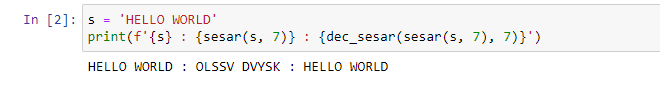 In [2]: s = 'HELLO WORLD'
print(f'{s} : {sesar(s, 7)} : {dec_sesar(sesar(s, 7), 7)}')
HELLO WORLD : OLSSV DVYSK : HELLO WORLD